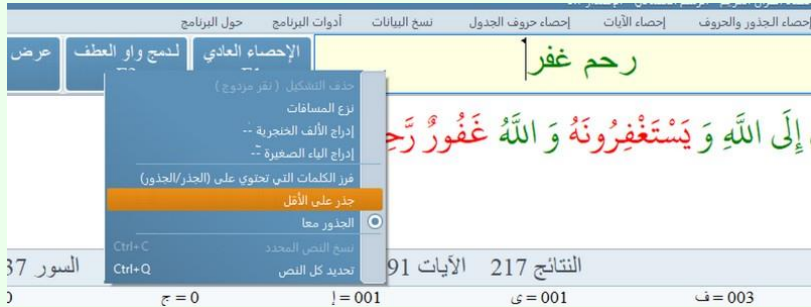 إحصاء الجذور والحروف إحصاء الآيات إحصاء حروف الجدول نسخ البيانات أدوات البرنامج حول البرنامج
رحم غفر
الإحصاء العادي لدمج واو العطف عرض
حذف التشكيل ( نقر مزدوج )
نزع المسافات
إدراج الألف الخنجرية --
إدراج الياء الصغيرة --
فرز الكلمات التي تحتوي على (الجذر/الجذور)
جذر على الأقل
الجذور معا
نسخ النص المحدد Ctrl+C
تحديد كل النص Ctrl+Q
إِلَى اللَّهِ وَ يَسْتَغْفِرُونَهُ وَ اللَّهُ غَفُورٌ
النتائج 217 الآيات 91 السور 37
ف = 003 ي = 001 إ = 001 ج = 0